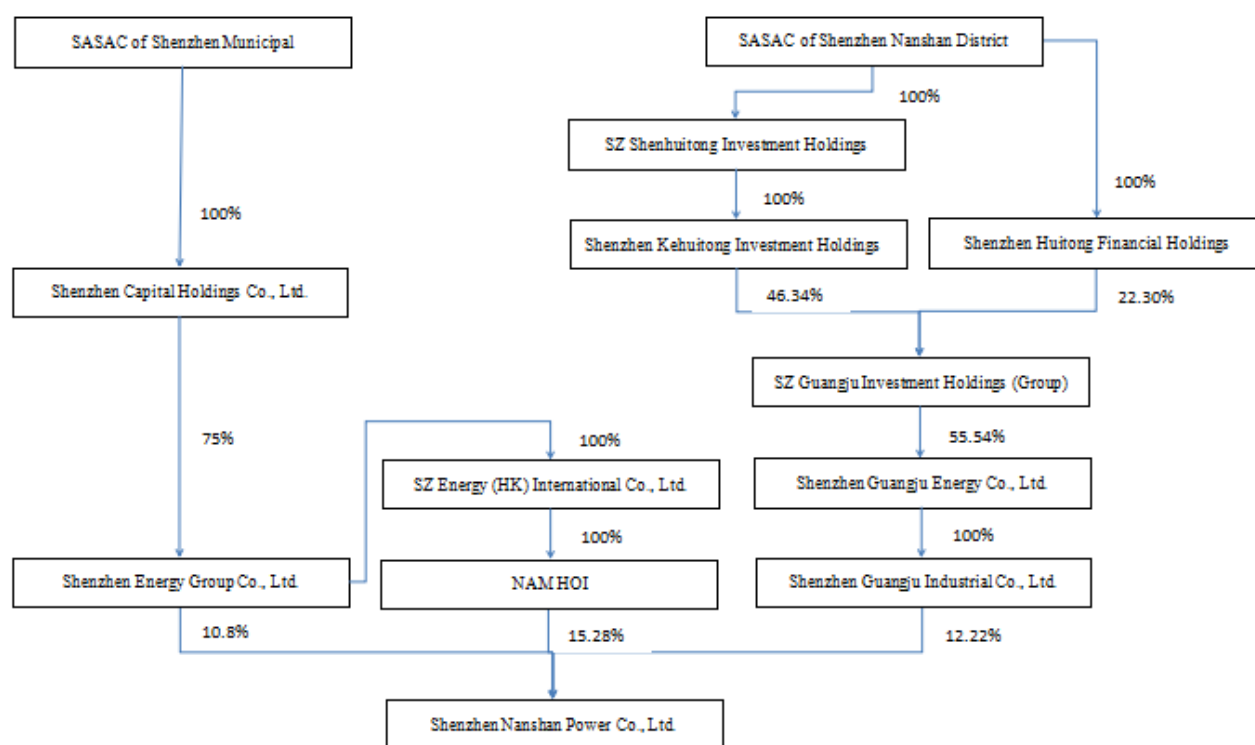 SASAC of Shenzhen Municipal
SASAC of Shenzhen Nanshan District
100%
SZ Shenhuitong Investment Holdings
100%
100%
100%
Shenzhen Kehuitong Investment Holdings
Shenzhen Huitong Financial Holdings
Shenzhen Capital Holdings Co., Ltd.
46.34%
22.30%
SZ Guangju Investment Holdings (Group)
75%
100%
55.54%
SZ Energy (HK) International Co., Ltd.
Shenzhen Guangju Energy Co., Ltd.
100%
100%
Shenzhen Energy Group Co., Ltd.
NAM HOI
Shenzhen Guangju Industrial Co., Ltd.
10.8%
15.28%
12.22%
Shenzhen Nanshan Power Co., Ltd.